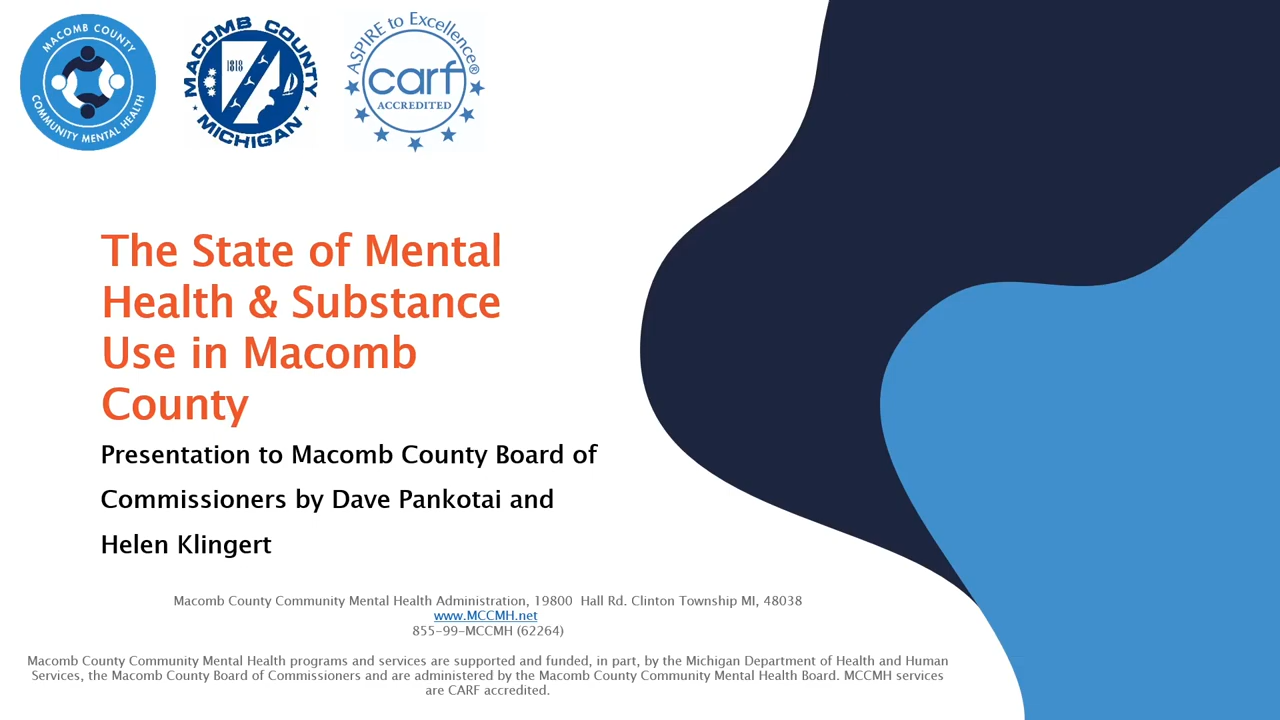 MACOMB COUNTY
COMMUNITY MENTAL HEALTH
MACOMB COUNTY
1818
MICHIGAN
ASPIRE to Excellence®
carf
ACCREDITED
The State of Mental
Health & Substance
Use in Macomb
County
Presentation to Macomb County Board of
Commissioners by Dave Pankotai and
Helen Klingert
Macomb County Community Mental Health Administration, 19800 Hall Rd. Clinton Township MI, 48038
www.MCCMH.net
855-99-MCCMH (62264)
Macomb County Community Mental Health programs and services are supported and funded, in part, by the Michigan Department of Health and Human
Services, the Macomb County Board of Commissioners and are administered by the Macomb County Community Mental Health Board. MCCMH services
are CARF accredited.